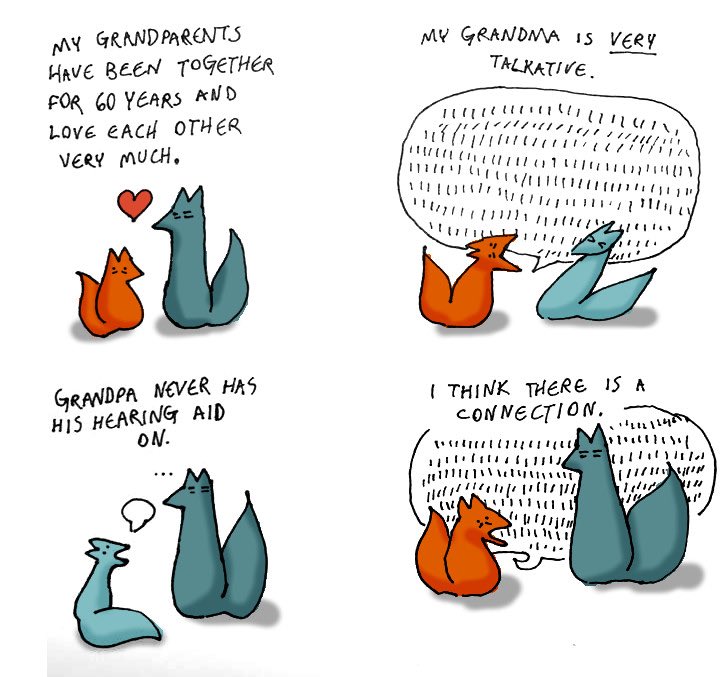 MY GRANDPARENTS
HAVE BEEN TOGETHER
FOR 60 YEARS AND
LOVE EACH OTHER
VERY MUCH.
MY GRANDMA IS VERY
TALKATIVE.
GRANDPA NEVER HAS
HIS HEARING AID
ON.
...
I THINK THERE IS A
CONNECTION.